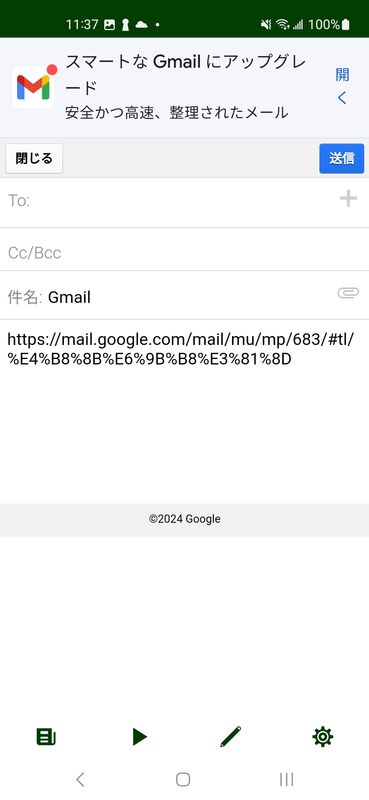 11:37
100%
スマートな Gmail にアップグレ
ード
安全かつ高速、整理されたメール
開
く
閉じる
送信
To:
Cc/Bcc
件名: Gmail
https://mail.google.com/mail/mu/mp/683/#tl/
%E4%B8%8B%E6%9B%B8%E3%81%8D
©2024 Google